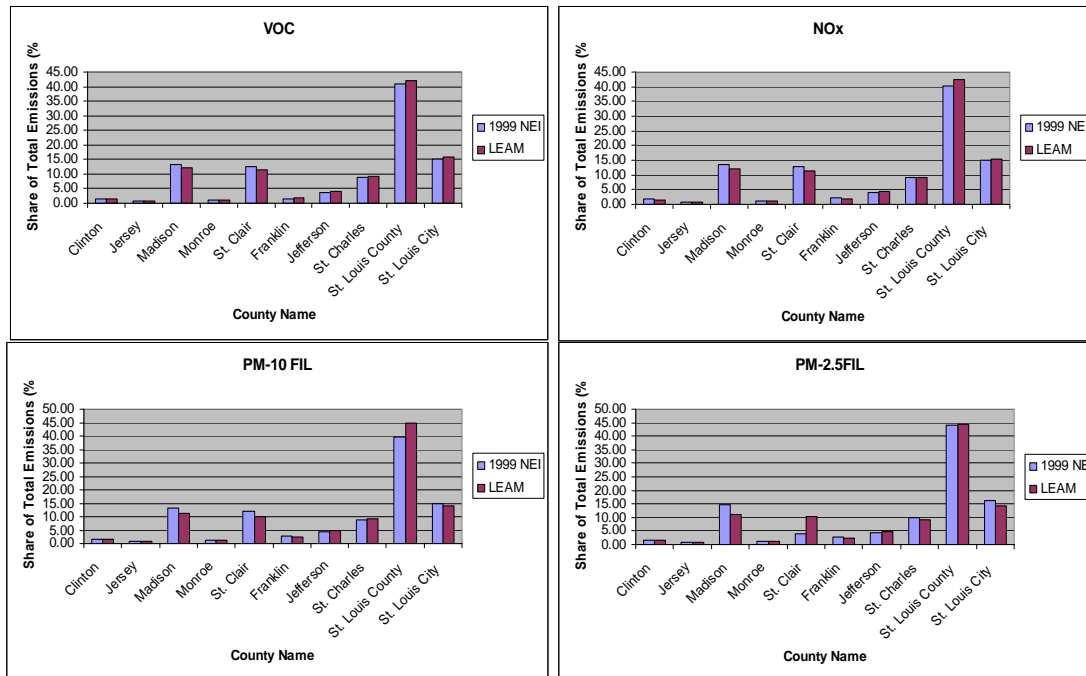 VOC
Share of Total Emissions (%
45.00
40.00
35.00
30.00
25.00
20.00
15.00
10.00
5.00
0.00
Clinton
Jersey
Madison
Monroe
St. Clair
Franklin
Jefferson
St. Charles
St. Louis County
St. Louis City
County Name
1999 NEI
LEAM
NOx
Share of Total Emissions (%
45.00
40.00
35.00
30.00
25.00
20.00
15.00
10.00
5.00
0.00
Clinton
Jersey
Madison
Monroe
St. Clair
Franklin
Jefferson
St. Charles
St. Louis County
St. Louis City
County Name
1999 NEI
LEAM
PM-10 FIL
Share of Total Emissions (%
50.00
45.00
40.00
35.00
30.00
25.00
20.00
15.00
10.00
5.00
0.00
Clinton
Jersey
Madison
Monroe
St. Clair
Franklin
Jefferson
St. Charles
St. Louis County
St. Louis City
County Name
1999 NEI
LEAM
PM-2.5FIL
Share of Total Emissions (%
50.00
45.00
40.00
35.00
30.00
25.00
20.00
15.00
10.00
5.00
0.00
Clinton
Jersey
Madison
Monroe
St. Clair
Franklin
Jefferson
St. Charles
St. Louis County
St. Louis City
County Name
1999 NE
LEAM